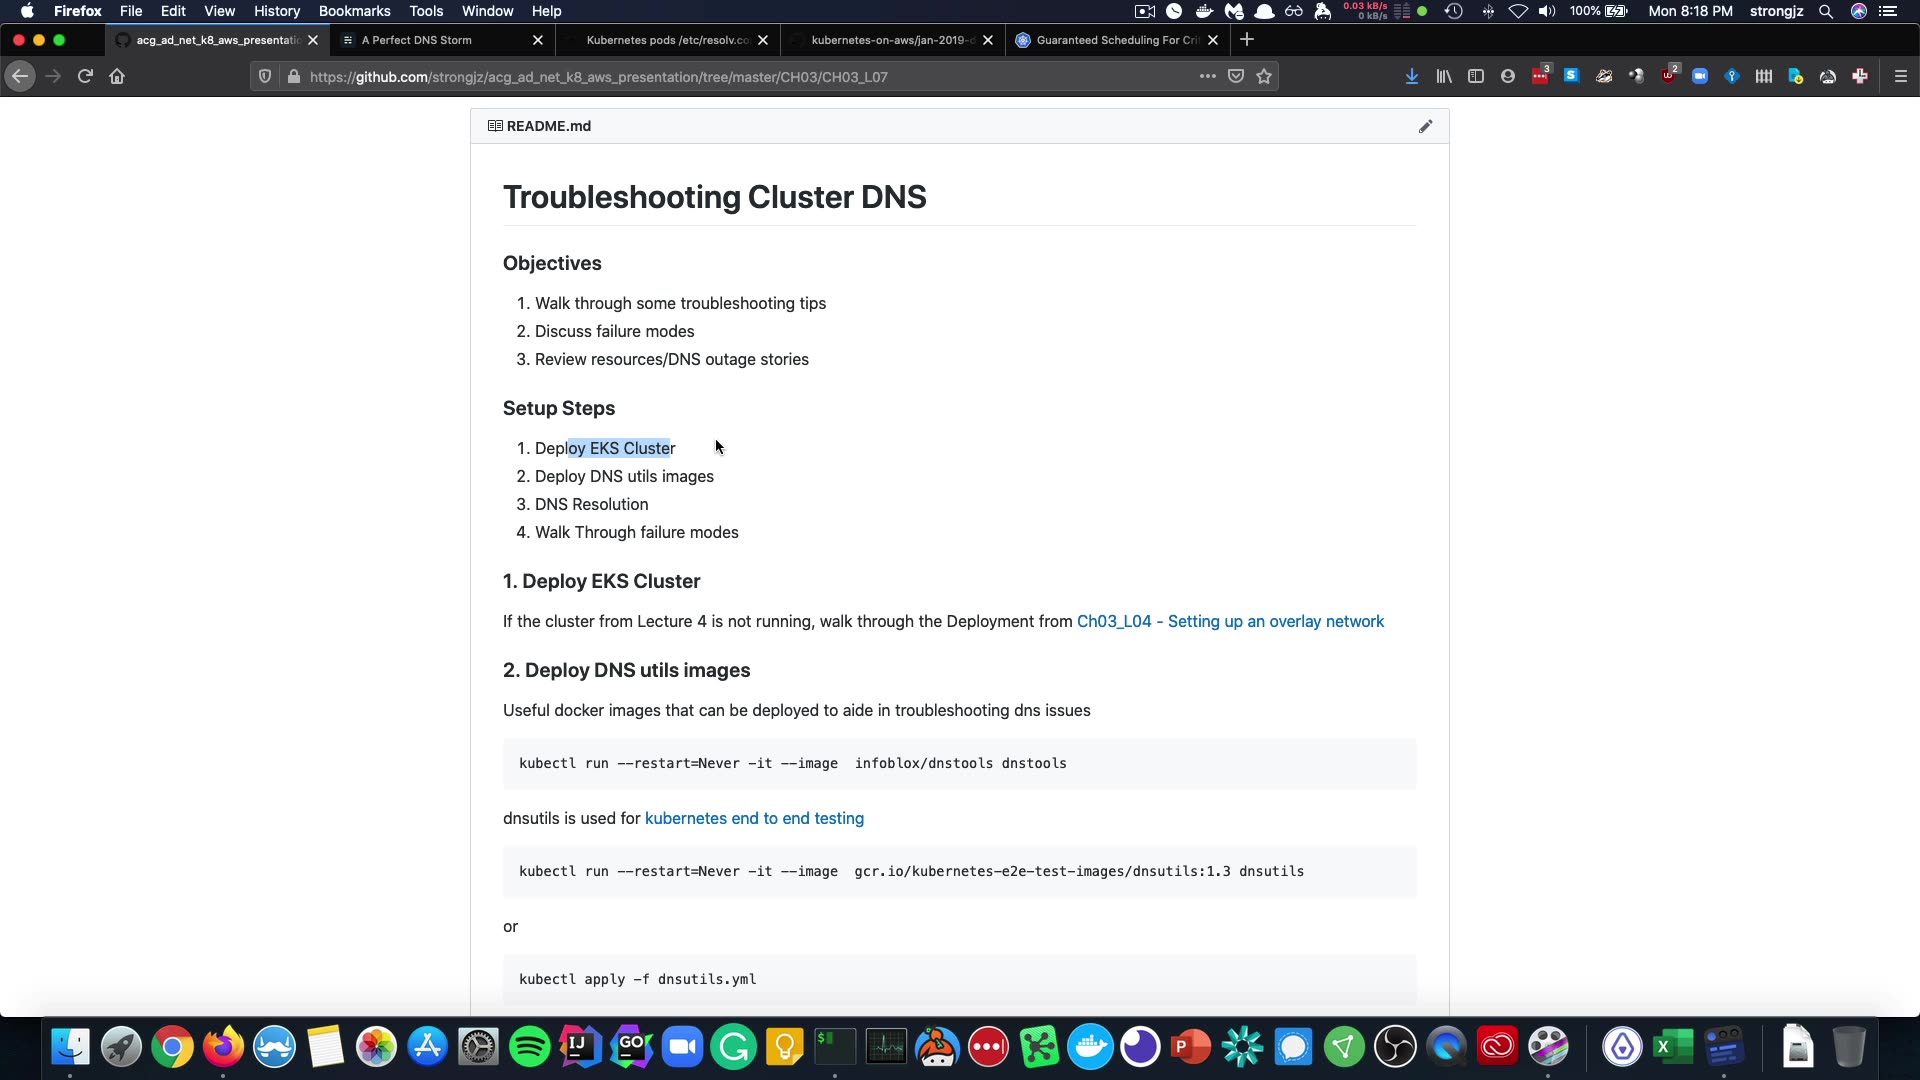 Firefox File Edit View History Bookmarks Tools Window Help
0.03 kB/s
0 kB/s
100%
Mon 8:18 PM strongjz
acg_ad_net_k8_aws_presentatio
A Perfect DNS Storm
Kubernetes pods /etc/resolv.co
kubernetes-on-aws/jan-2019-d
Guaranteed Scheduling For Crit
https://github.com/strongjz/acg_ad_net_k8_aws_presentation/tree/master/CH03/CH03_L07
3
2
README.md
Troubleshooting Cluster DNS
Objectives
1. Walk through some troubleshooting tips
2. Discuss failure modes
3. Review resources/DNS outage stories
Setup Steps
1. Deploy EKS Cluster
2. Deploy DNS utils images
3. DNS Resolution
4. Walk Through failure modes
1. Deploy EKS Cluster
If the cluster from Lecture 4 is not running, walk through the Deployment from Ch03_L04 - Setting up an overlay network
2. Deploy DNS utils images
Useful docker images that can be deployed to aide in troubleshooting dns issues
kubectl run --restart=Never -it --image  infoblox/dnstools dnstools
dnsutils is used for kubernetes end to end testing
kubectl run --restart=Never -it --image  gcr.io/kubernetes-e2e-test-images/dnsutils:1.3 dnsutils
or
kubectl apply -f dnsutils.yml
IJ
GO
$
P
X